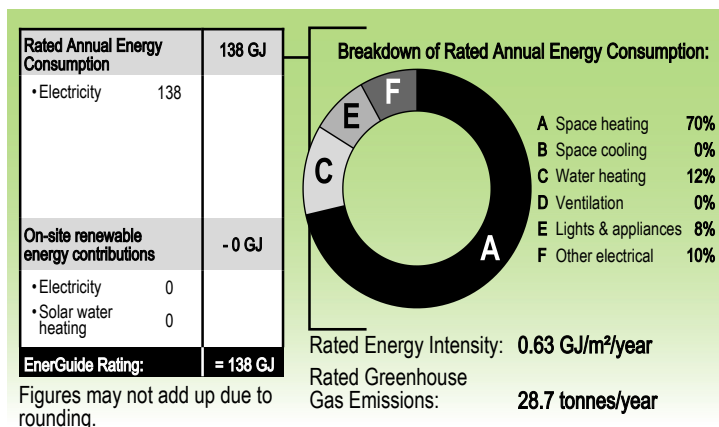 Rated Annual Energy
Consumption
138 GJ
•Electricity 138
On-site renewable
energy contributions
- 0 GJ
•Electricity 0
•Solar water
heating 0
EnerGuide Rating: = 138 GJ
Figures may not add up due to
rounding.
Breakdown of Rated Annual Energy Consumption:
F
E
C
A
A Space heating 70%
B Space cooling 0%
C Water heating 12%
D Ventilation 0%
E Lights & appliances 8%
F Other electrical 10%
Rated Energy Intensity: 0.63 GJ/m²/year
Rated Greenhouse
Gas Emissions: 28.7 tonnes/year